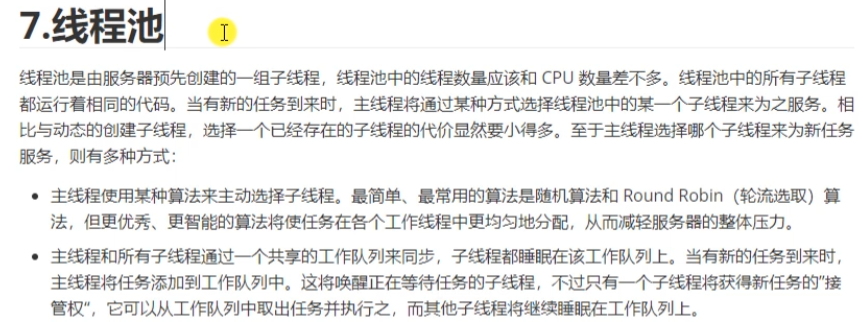 7.线程池
线程池是由服务器预先创建的一组子线程，线程池中的线程数量应该和 CPU 数量差不多。线程池中的所有子线程
都运行着相同的代码。当有新的任务到来时，主线程将通过某种方式选择线程池中的某一个子线程来为之服务。相
比与动态的创建子线程，选择一个已经存在的子线程的代价显然要小得多。至于主线程选择哪个子线程来为新任务
服务，则有多种方式：
• 主线程使用某种算法来主动选择子线程。最简单、最常用的算法是随机算法和 Round Robin（轮流选取）算
法，但更优秀、更智能的算法将使任务在各个工作线程中更均匀地分配，从而减轻服务器的整体压力。
• 主线程和所有子线程通过一个共享的工作队列来同步，子线程都睡眠在该工作队列上。当有新的任务到来时，
主线程将任务添加到工作队列中。这将唤醒正在等待任务的子线程，不过只有一个子线程将获得新任务的”接
管权“，它可以从工作队列中取出任务并执行之，而其他子线程将继续睡眠在工作队列上。